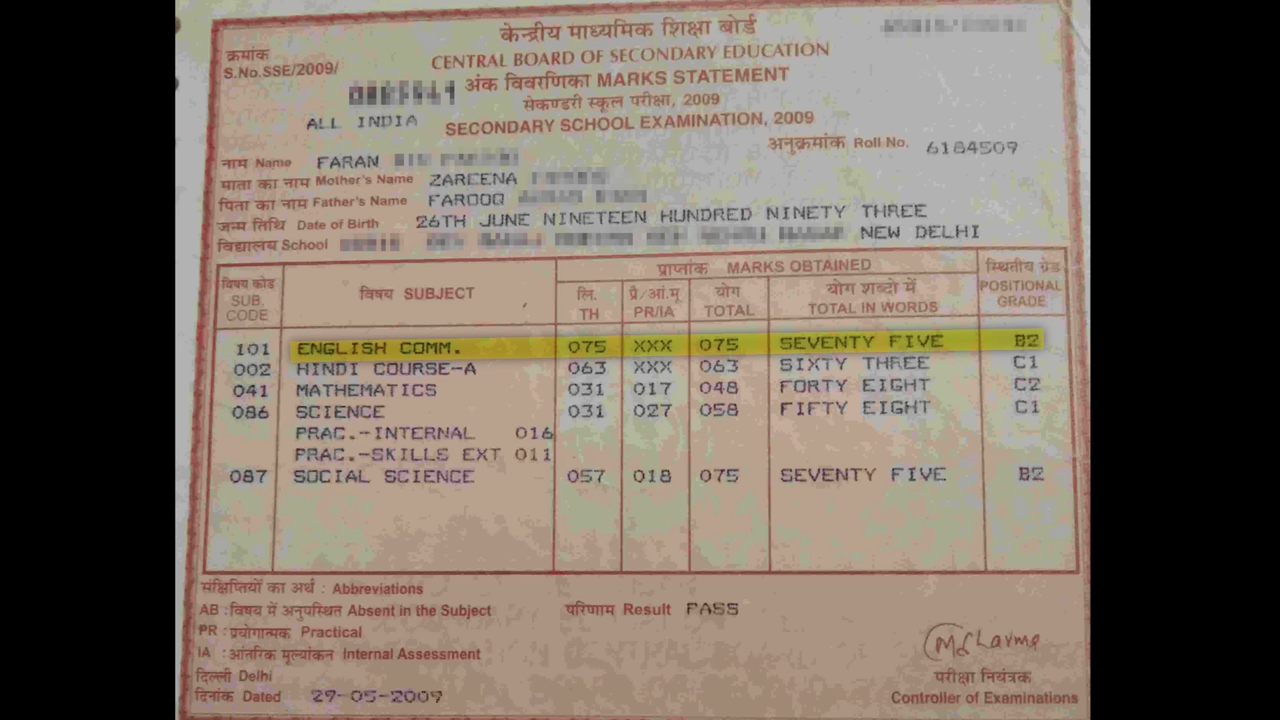 केन्द्रीय माध्यमिक शिक्षा बोर्ड
क्रमांक
S.No.SSE/2009/
CENTRAL BOARD OF SECONDARY EDUCATION
अंक विवरणिका MARKS STATEMENT
सेकण्डरी स्कूल परीक्षा, 2009
ALL INDIA
SECONDARY SCHOOL EXAMINATION, 2009
अनुक्रमांक Roll No. 6184509
नाम Name FARAN
माता का नाम Mother's Name ZAREENA
पिता का नाम Father's Name FAROOQ
जन्म तिथि Date of Birth 26TH JUNE NINETEEN HUNDRED NINETY THREE
विद्यालय School NEW DELHI
विषय कोड SUB. CODE विषय SUBJECT प्राप्तांक MARKS OBTAINED स्थितीय ग्रेड POSITIONAL GRADE
लि. TH प्रै/आं.मू PR/IA योग TOTAL योग शब्दो में TOTAL IN WORDS
101 ENGLISH COMM. 075 XXX 075 SEVENTY FIVE B2
002 HINDI COURSE-A 063 XXX 063 SIXTY THREE C1
041 MATHEMATICS 031 017 048 FORTY EIGHT C2
086 SCIENCE 031 027 058 FIFTY EIGHT C1
PRAC.-INTERNAL 016
PRAC.-SKILLS EXT 011
087 SOCIAL SCIENCE 057 018 075 SEVENTY FIVE B2
संक्षिप्तियों का अर्थ : Abbreviations
AB : विषय में अनुपस्थित Absent in the Subject परिणाम Result PASS
PR : प्रयोगात्मक Practical
IA : आंतरिक मूल्यांकन Internal Assessment
दिल्ली Delhi
परीक्षा नियंत्रक
दिनांक Dated 29-05-2009
Controller of Examinations